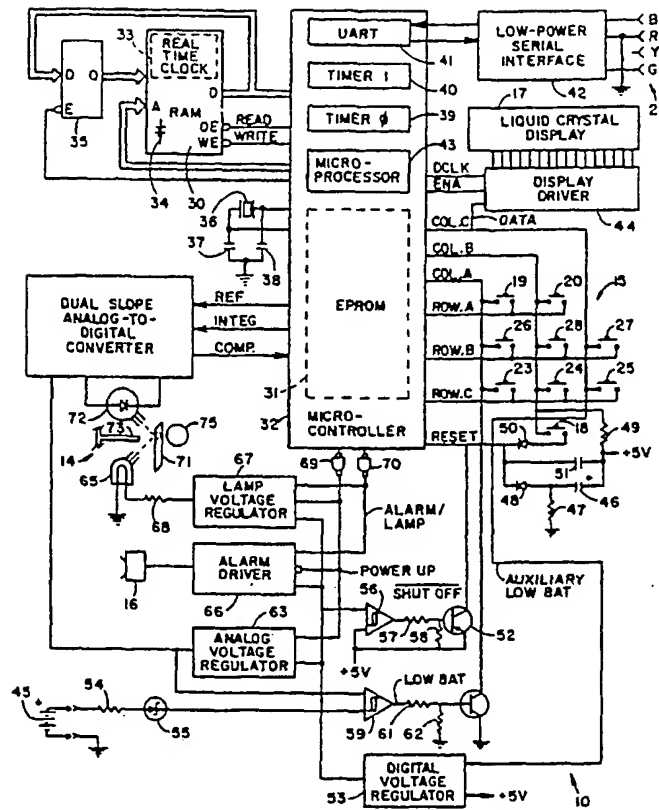 33
REAL
TIME
CLOCK
D
O
E
35
A
RAM
D
OE
WE
READ
WRITE
34
30
36
37
38
UART
41
TIMER 1
40
TIMER Ø
39
MICRO-
PROCESSOR
43
EPROM
31
32
MICRO-
CONTROLLER
LOW-POWER
SERIAL
INTERFACE
42
B
R
Y
G
2
17
LIQUID CRYSTAL
DISPLAY
DCLK
ENA
DISPLAY
DRIVER
44
COL.C
DATA
COL.B
COL.A
19
20
15
ROW.A
26
28
27
ROW.B
23
24
25
ROW.C
RESET
50
18
49
+5V
51
48
46
47
DUAL SLOPE
ANALOG-TO-
DIGITAL
CONVERTER
REF
INTEG
COMP.
72
73
75
14
71
65
67
69
70
LAMP
VOLTAGE
REGULATOR
68
ALARM/
LAMP
ALARM
DRIVER
POWER UP
16
66
63
ANALOG
VOLTAGE
REGULATOR
56
SHUT OFF
57
58
52
+5V
AUXILIARY
LOW BAT
45
+
54
55
59
LOW BAT
61
62
DIGITAL
VOLTAGE
REGULATOR
53
+5V
10